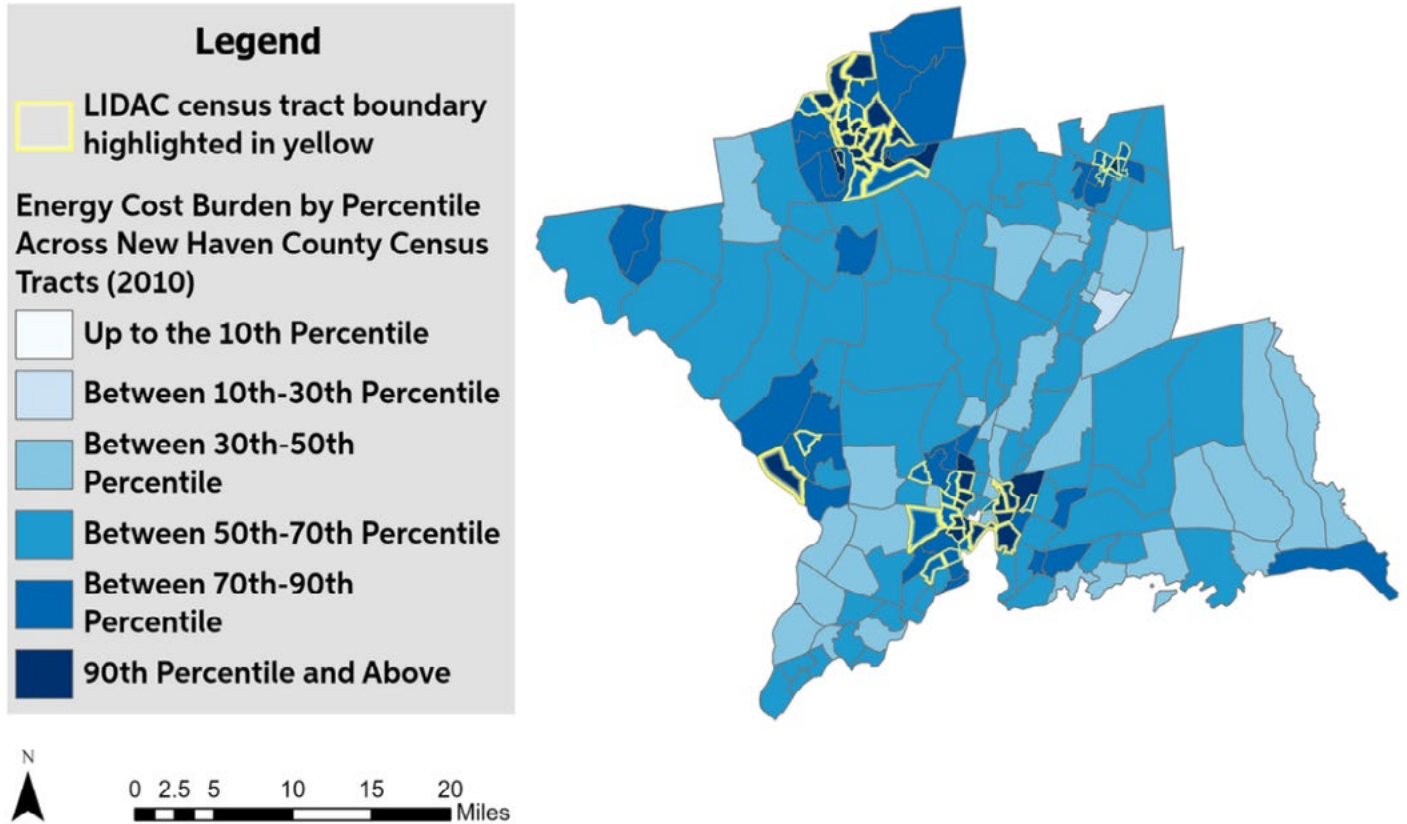 Legend
LIDAC census tract boundary
highlighted in yellow
Energy Cost Burden by Percentile
Across New Haven County Census
Tracts (2010)
Up to the 10th Percentile
Between 10th-30th Percentile
Between 30th-50th
Percentile
Between 50th-70th Percentile
Between 70th-90th
Percentile
90th Percentile and Above
N
0 2.5 5 10 15 20
Miles